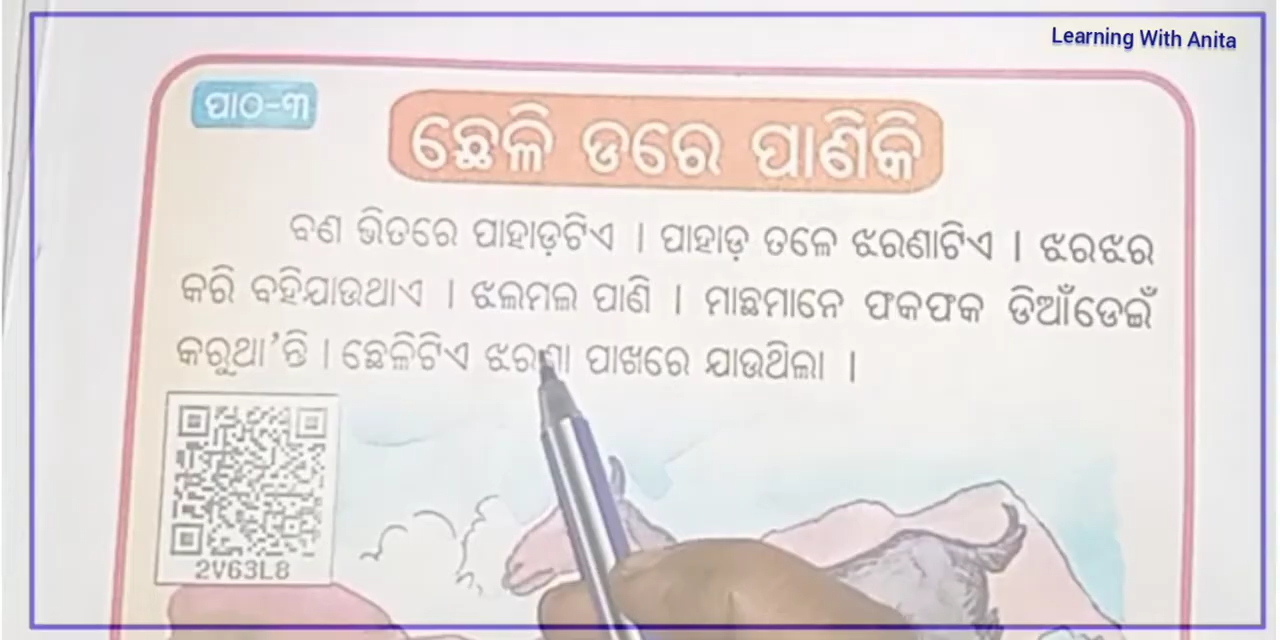 Learning With Anita
ପାଠ-୩
ଛେଳି ଡରେ ପାଣିକି
ବଣ ଭିତରେ ପାହାଡ଼ଟିଏ । ପାହାଡ଼ ତଳେ ଝରଣାଟିଏ । ଝରଝର
କରି ବହିଯାଉଥାଏ । ଝଲମଲ ପାଣି । ମାଛମାନେ ଫକଫକ ଡିଆଁଡେଇଁ
କରୁଥା'ନ୍ତି । ଛେଳିଟିଏ ଝରଣା ପାଖରେ ଯାଉଥିଲା ।
2V63L8